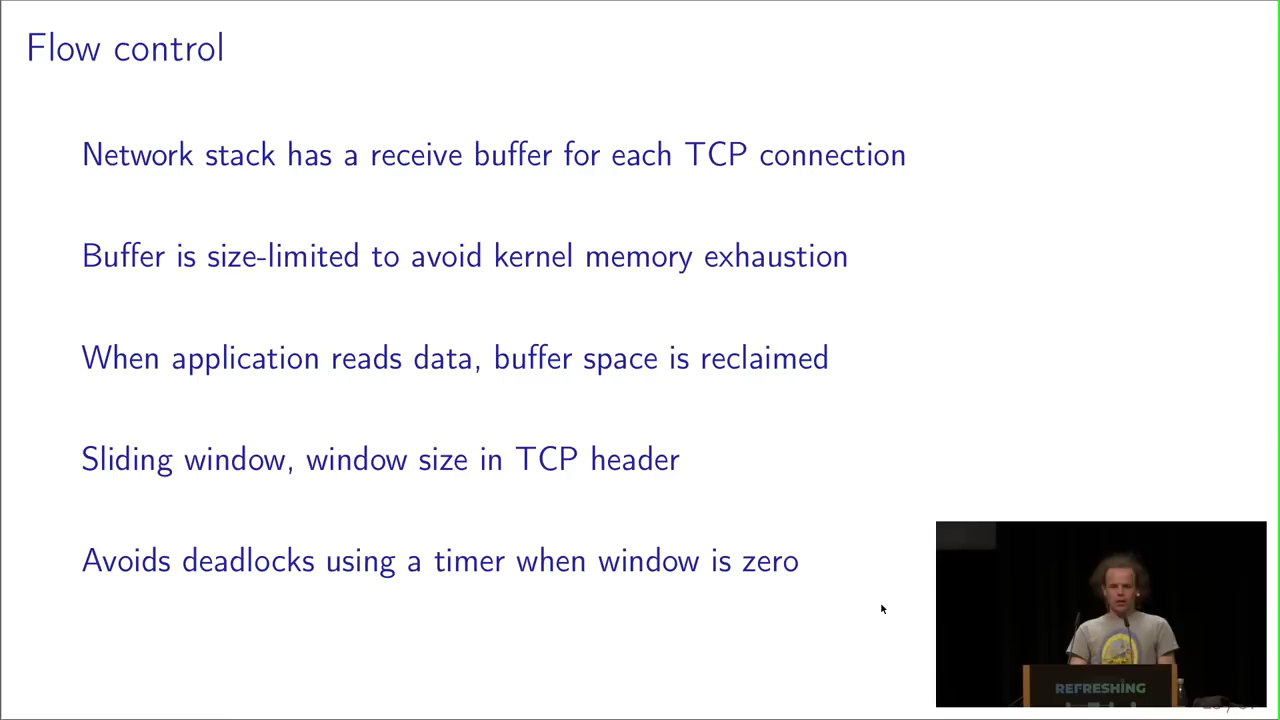 Flow control
Network stack has a receive buffer for each TCP connection
Buffer is size-limited to avoid kernel memory exhaustion
When application reads data, buffer space is reclaimed
Sliding window, window size in TCP header
Avoids deadlocks using a timer when window is zero
REFRESHING